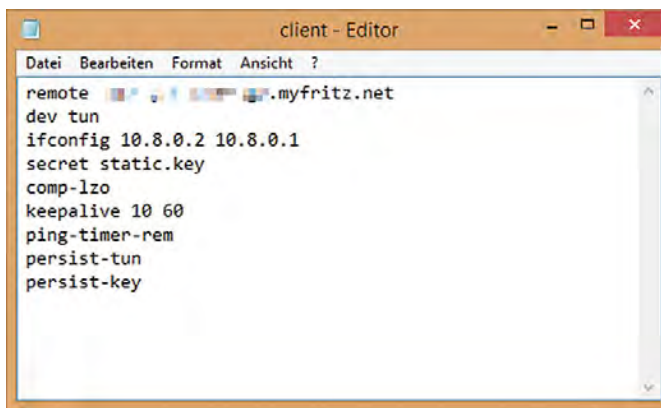 client - Editor
Datei Bearbeiten Format Ansicht ?
remote .myfritz.net
dev tun
ifconfig 10.8.0.2 10.8.0.1
secret static.key
comp-lzo
keepalive 10 60
ping-timer-rem
persist-tun
persist-key